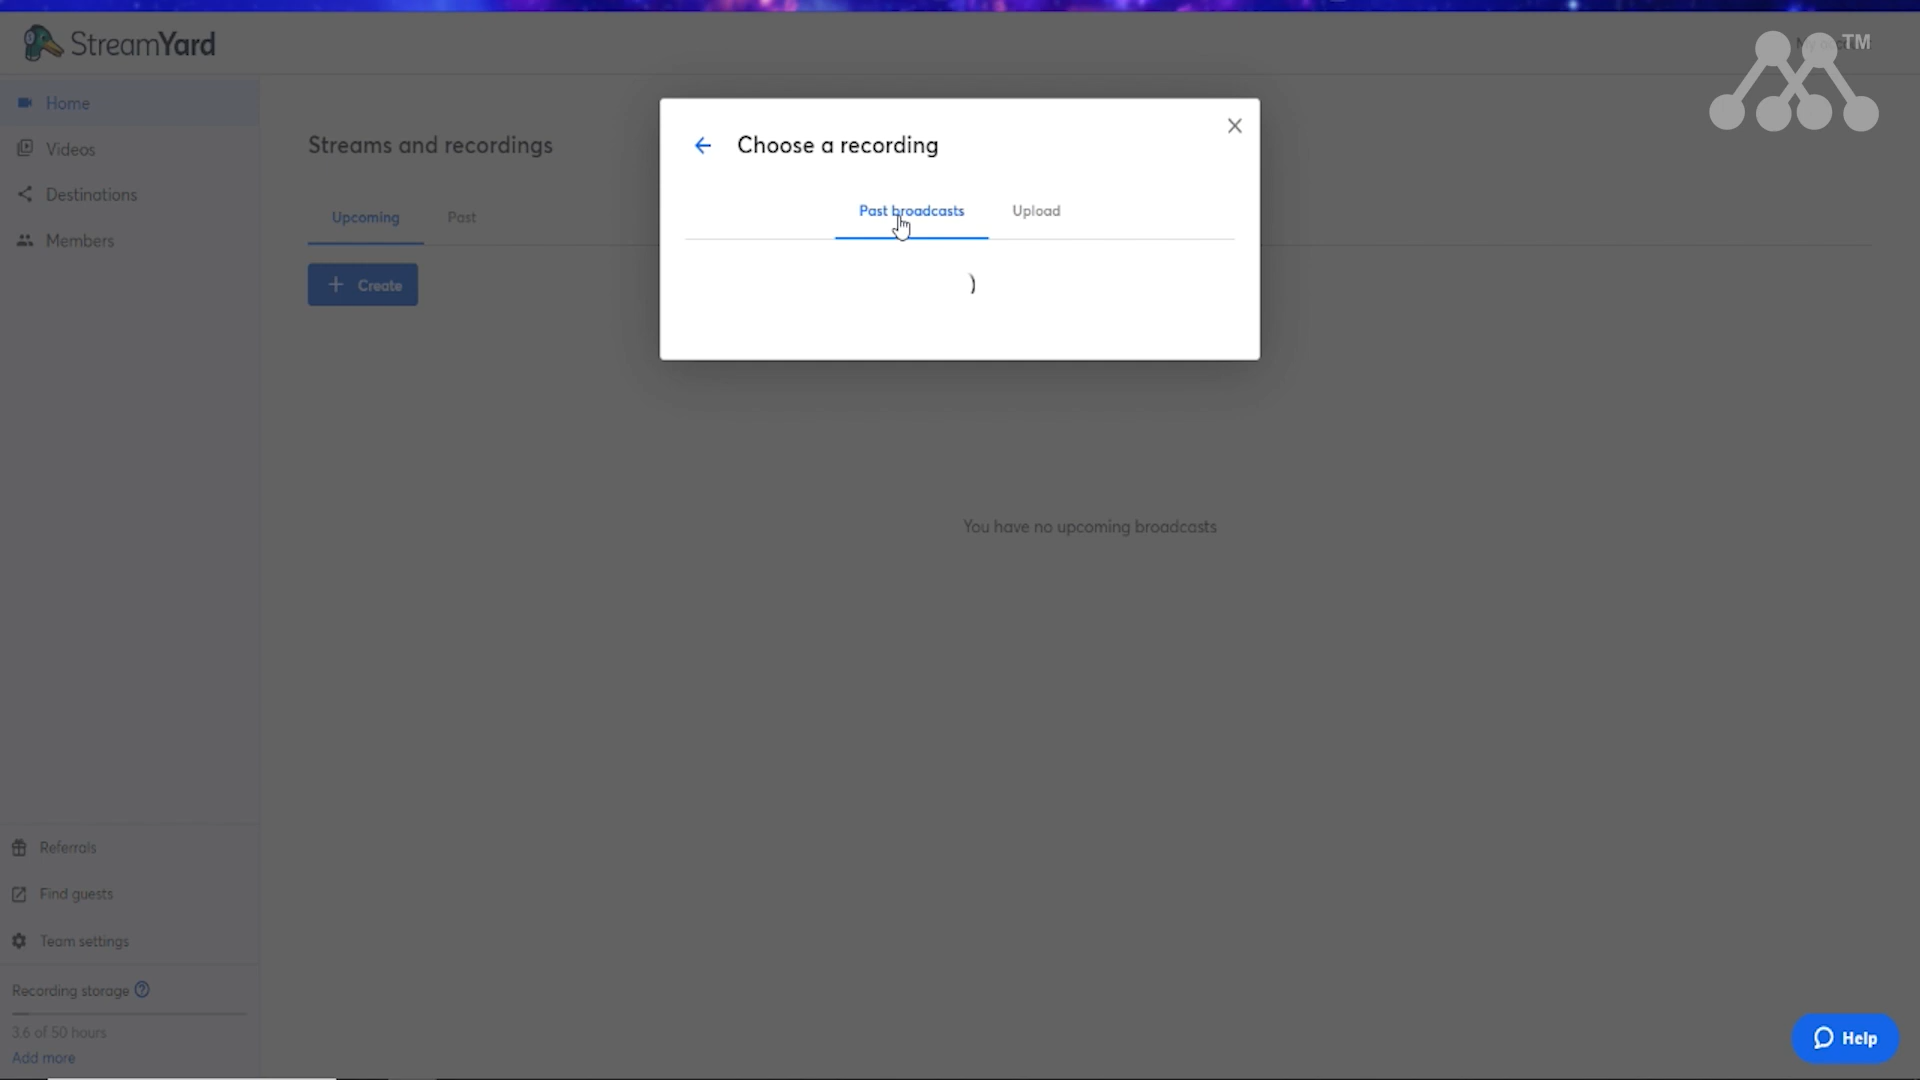 StreamYard
TM
Home
Videos
Destinations
Members
Streams and recordings
Upcoming
Past
Create
Choose a recording
Past broadcasts
Upload
You have no upcoming broadcasts
Referrals
Find guests
Team settings
Recording storage
3.6 of 50 hours
Add more
Help